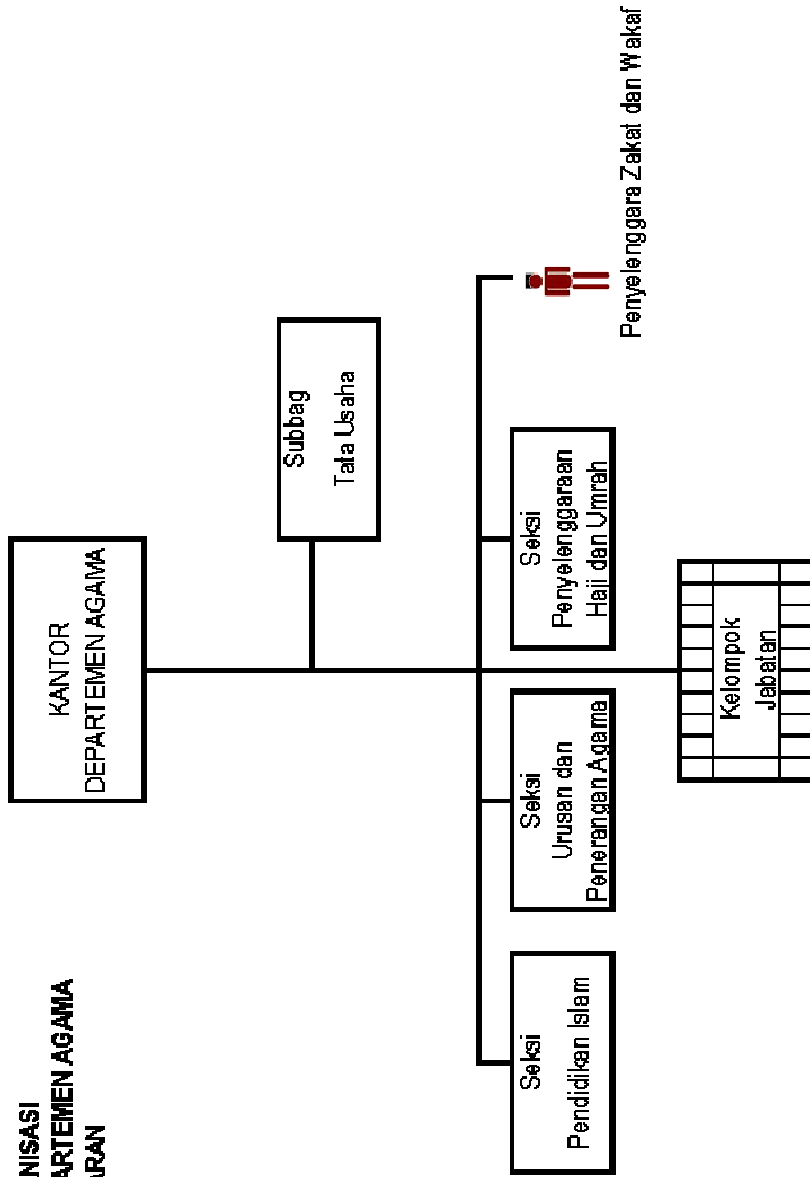 NISASI
ARTEMEN AGAMA
ARAN
KANTOR
DEPARTEMEN AGAMA
Subbag
Tata Usaha
Seksi
Pendidikan Islam
Seksi
Urusan dan
Penerangan Agama
Seksi
Penyelenggaraan
Haji dan Umrah
Penyelenggara Zakat dan Wakaf
Kelompok
Jabatan